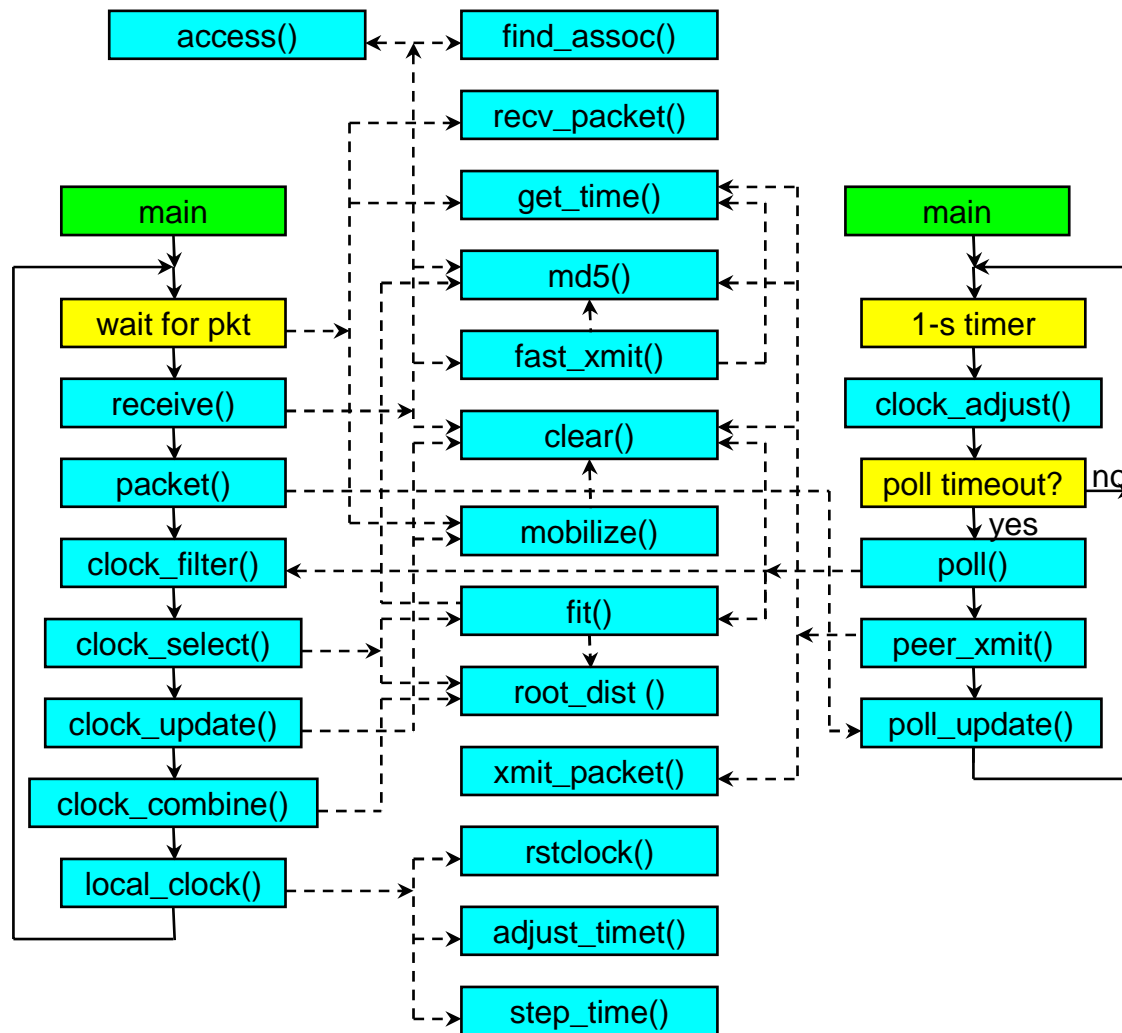 access()
find_assoc()
recv_packet()
get_time()
main
main
md5()
wait for pkt
1-s timer
fast_xmit()
receive()
clock_adjust()
clear()
packet()
poll timeout?
no
mobilize()
yes
clock_filter()
poll()
fit()
clock_select()
peer_xmit()
root_dist ()
clock_update()
poll_update()
xmit_packet()
clock_combine()
rstclock()
local_clock()
adjust_timet()
step_time()